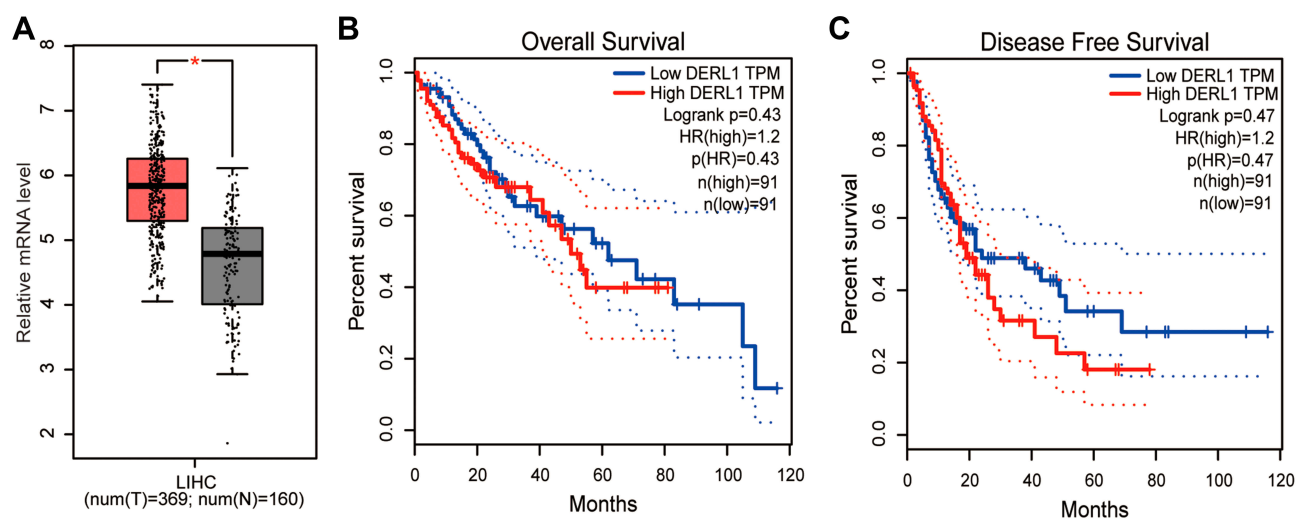 A
8
7
6
5
4
3
2
Relative mRNA level
*
LIHC
(num(T)=369; num(N)=160)
B
Overall Survival
Low DERL1 TPM
High DERL1 TPM
Logrank p=0.43
HR(high)=1.2
p(HR)=0.43
n(high)=91
n(low)=91
Percent survival
1.0
0.8
0.6
0.4
0.2
0.0
0 20 40 60 80 100 120
Months
C
Disease Free Survival
Low DERL1 TPM
High DERL1 TPM
Logrank p=0.47
HR(high)=1.2
p(HR)=0.47
n(high)=91
n(low)=91
Percent survival
1.0
0.8
0.6
0.4
0.2
0.0
0 20 40 60 80 100 120
Months